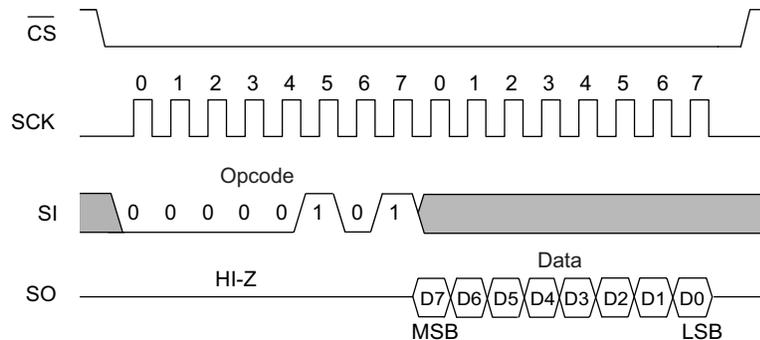 CS
0 1 2 3 4 5 6 7 0 1 2 3 4 5 6 7
SCK
Opcode
SI 0 0 0 0 0 1 0 1
Data
HI-Z
SO D7 D6 D5 D4 D3 D2 D1 D0
MSB LSB